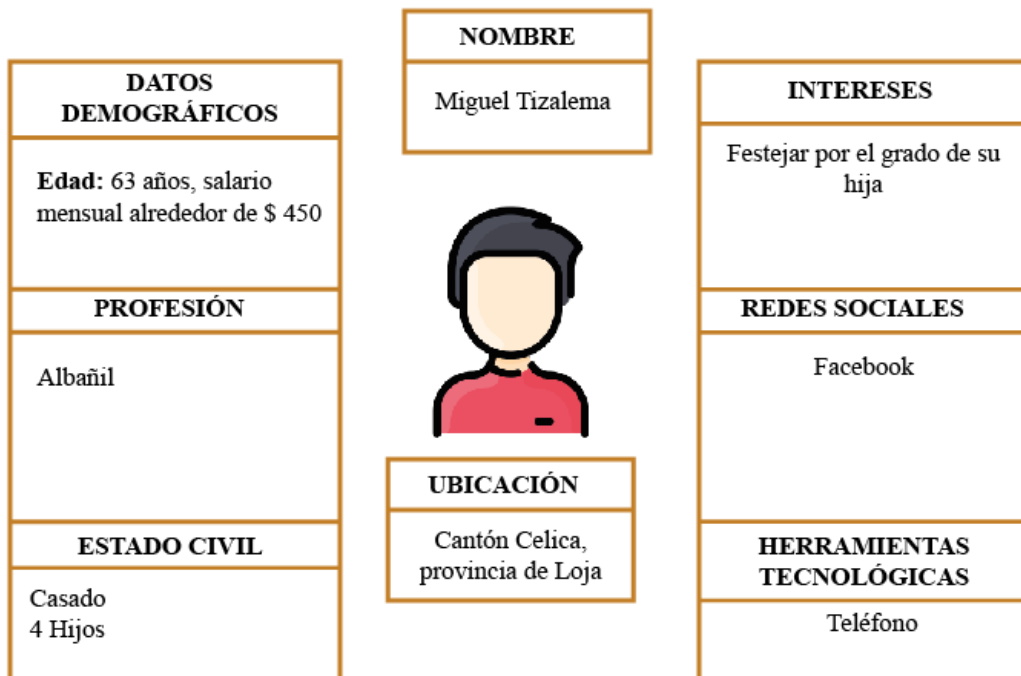 NOMBRE
Miguel Tizalema
DATOS
DEMOGRÁFICOS
Edad: 63 años, salario
mensual alrededor de $ 450
PROFESIÓN
Albañil
ESTADO CIVIL
Casado
4 Hijos
UBICACIÓN
Cantón Celica,
provincia de Loja
INTERESES
Festejar por el grado de su
hija
REDES SOCIALES
Facebook
HERRAMIENTAS
TECNOLÓGICAS
Teléfono